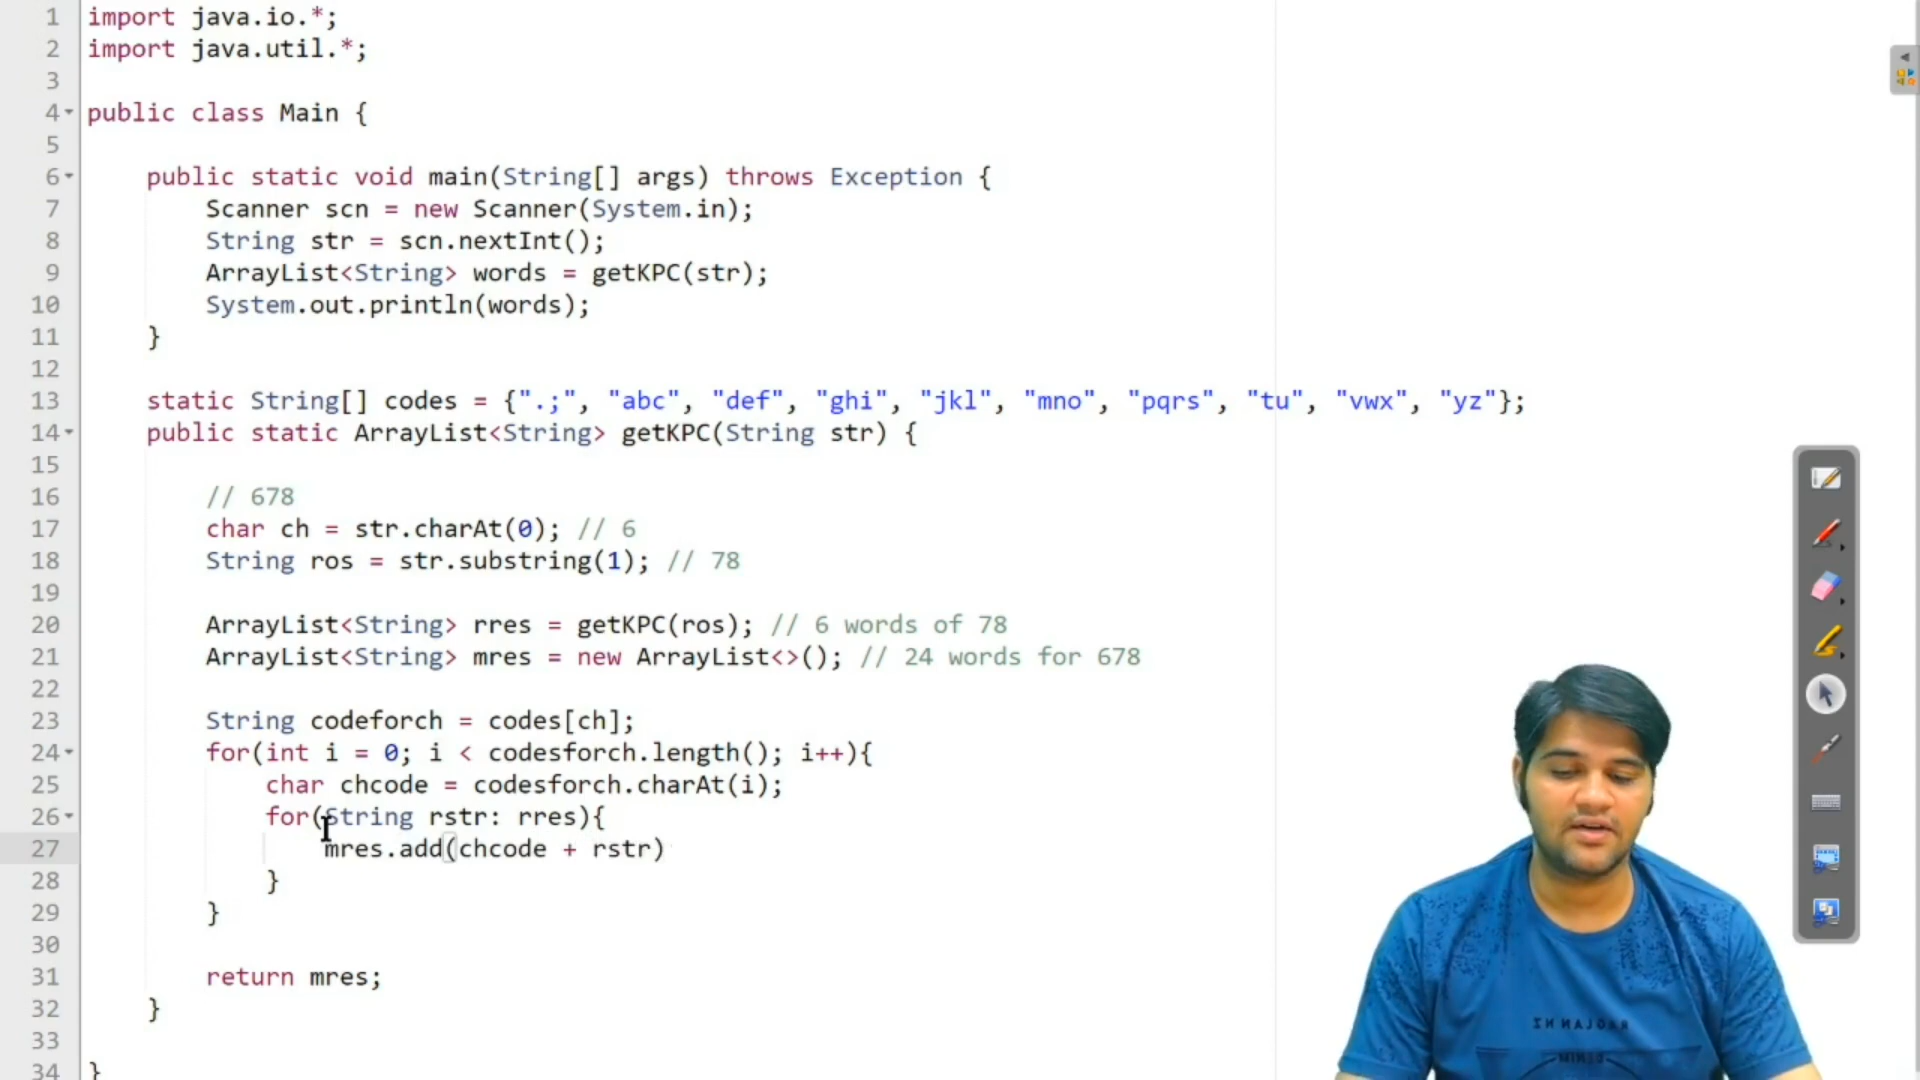 1 import java.io.*;
2 import java.util.*;
3
4 public class Main {
5
6 public static void main(String[] args) throws Exception {
7 Scanner scn = new Scanner(System.in);
8 String str = scn.nextInt();
9 ArrayList<String> words = getKPC(str);
10 System.out.println(words);
11 }
12
13 static String[] codes = {".;", "abc", "def", "ghi", "jkl", "mno", "pqrs", "tu", "vwx", "yz"};
14 public static ArrayList<String> getKPC(String str) {
15
16 // 678
17 char ch = str.charAt(0); // 6
18 String ros = str.substring(1); // 78
19
20 ArrayList<String> rres = getKPC(ros); // 6 words of 78
21 ArrayList<String> mres = new ArrayList<>(); // 24 words for 678
22
23 String codeforch = codes[ch];
24 for(int i = 0; i < codesforch.length(); i++){
25 char chcode = codesforch.charAt(i);
26 for(String rstr: rres){
27 mres.add(chcode + rstr)
28 }
29 }
30
31 return mres;
32 }
33
34 }